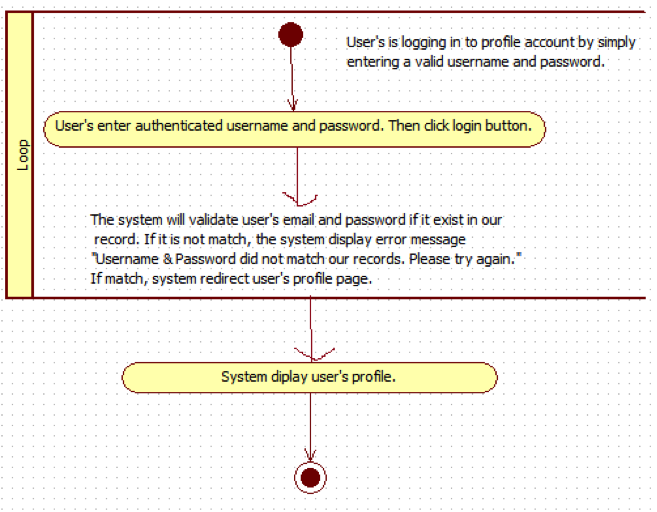 User's is logging in to profile account by simply
entering a valid username and password.
User's enter authenticated username and password. Then click login button.
Loop
The system will validate user's email and password if it exist in our
record. If it is not match, the system display error message
"Username & Password did not match our records. Please try again."
If match, system redirect user's profile page.
System diplay user's profile.